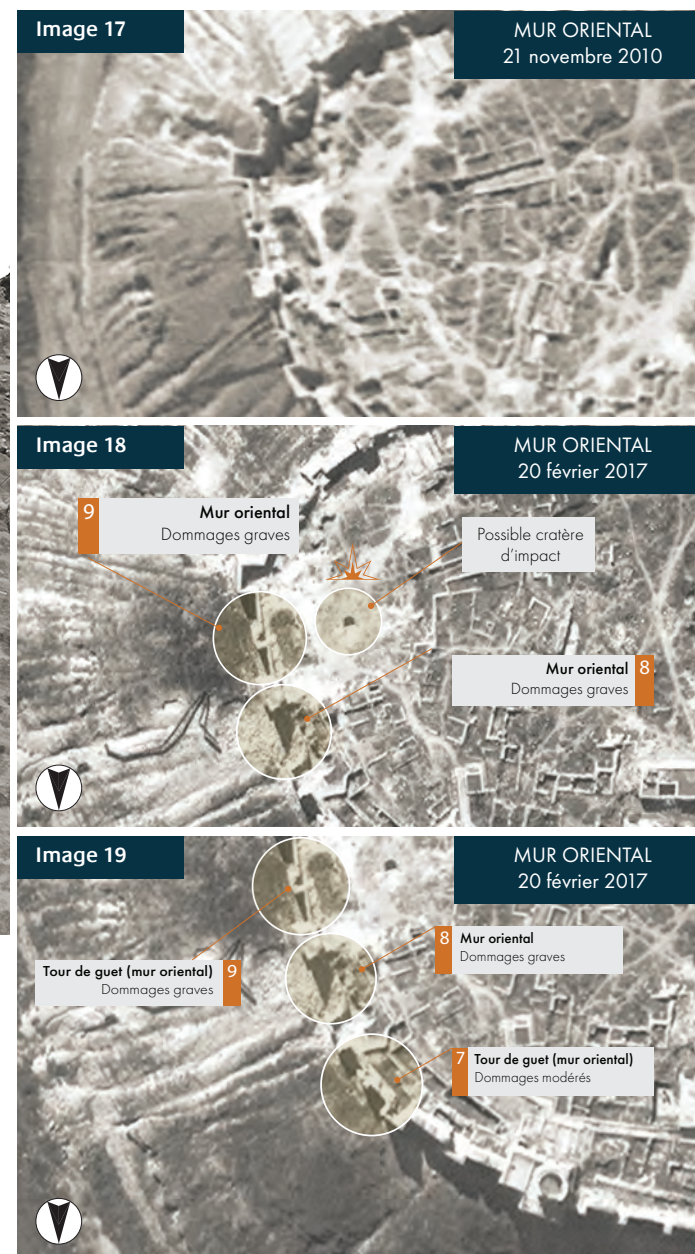 Image 17
MUR ORIENTAL
21 novembre 2010
Image 18
MUR ORIENTAL
20 février 2017
9
Mur oriental
Dommages graves
Possible cratère
d’impact
Mur oriental
8
Dommages graves
Image 19
MUR ORIENTAL
20 février 2017
8
Mur oriental
Dommages graves
Tour de guet (mur oriental)
9
Dommages graves
7
Tour de guet (mur oriental)
Dommages modérés